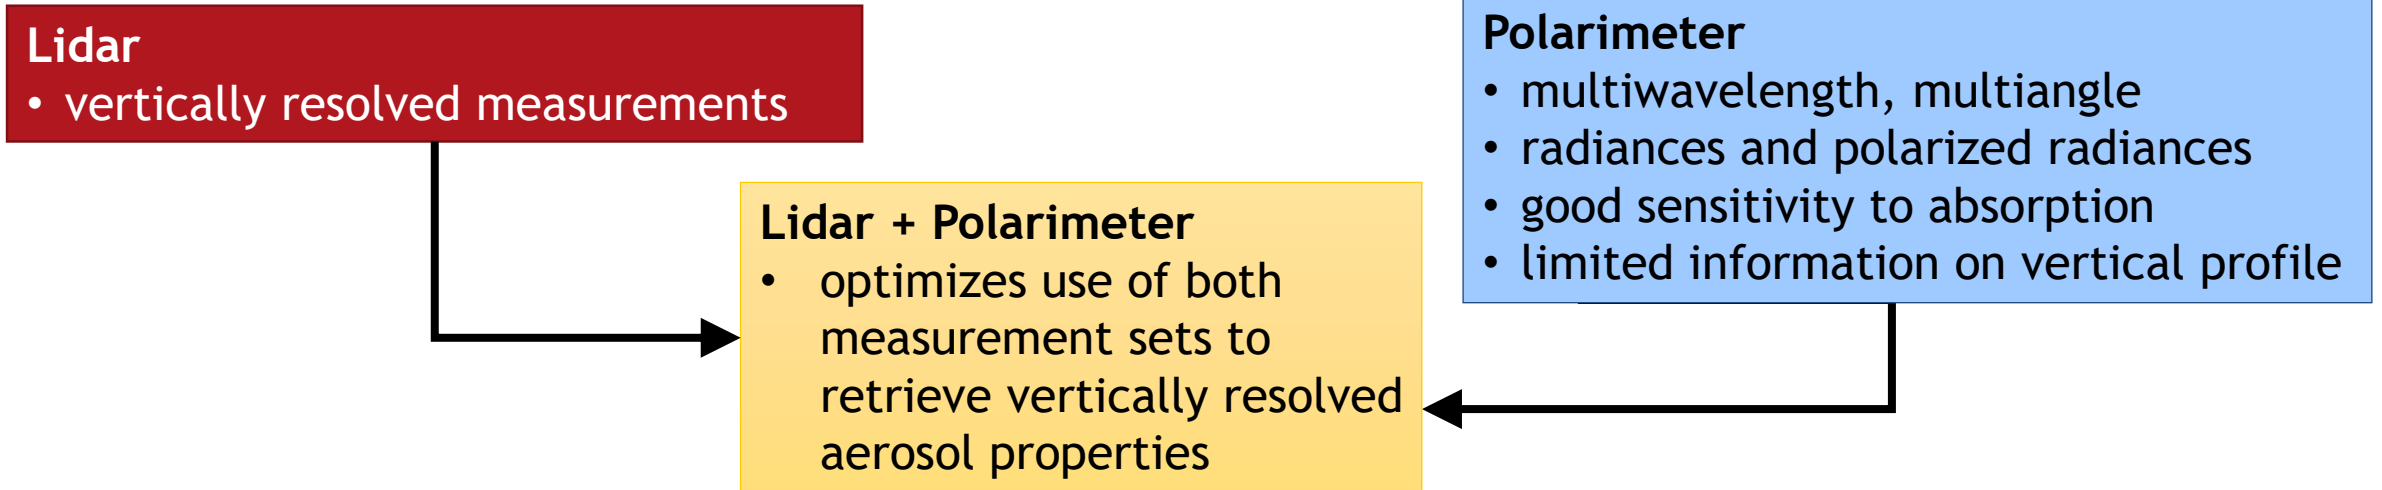 Lidar
• vertically resolved measurements
Lidar + Polarimeter
• optimizes use of both
measurement sets to
retrieve vertically resolved
aerosol properties
Polarimeter
• multiwavelength, multiangle
• radiances and polarized radiances
• good sensitivity to absorption
• limited information on vertical profile